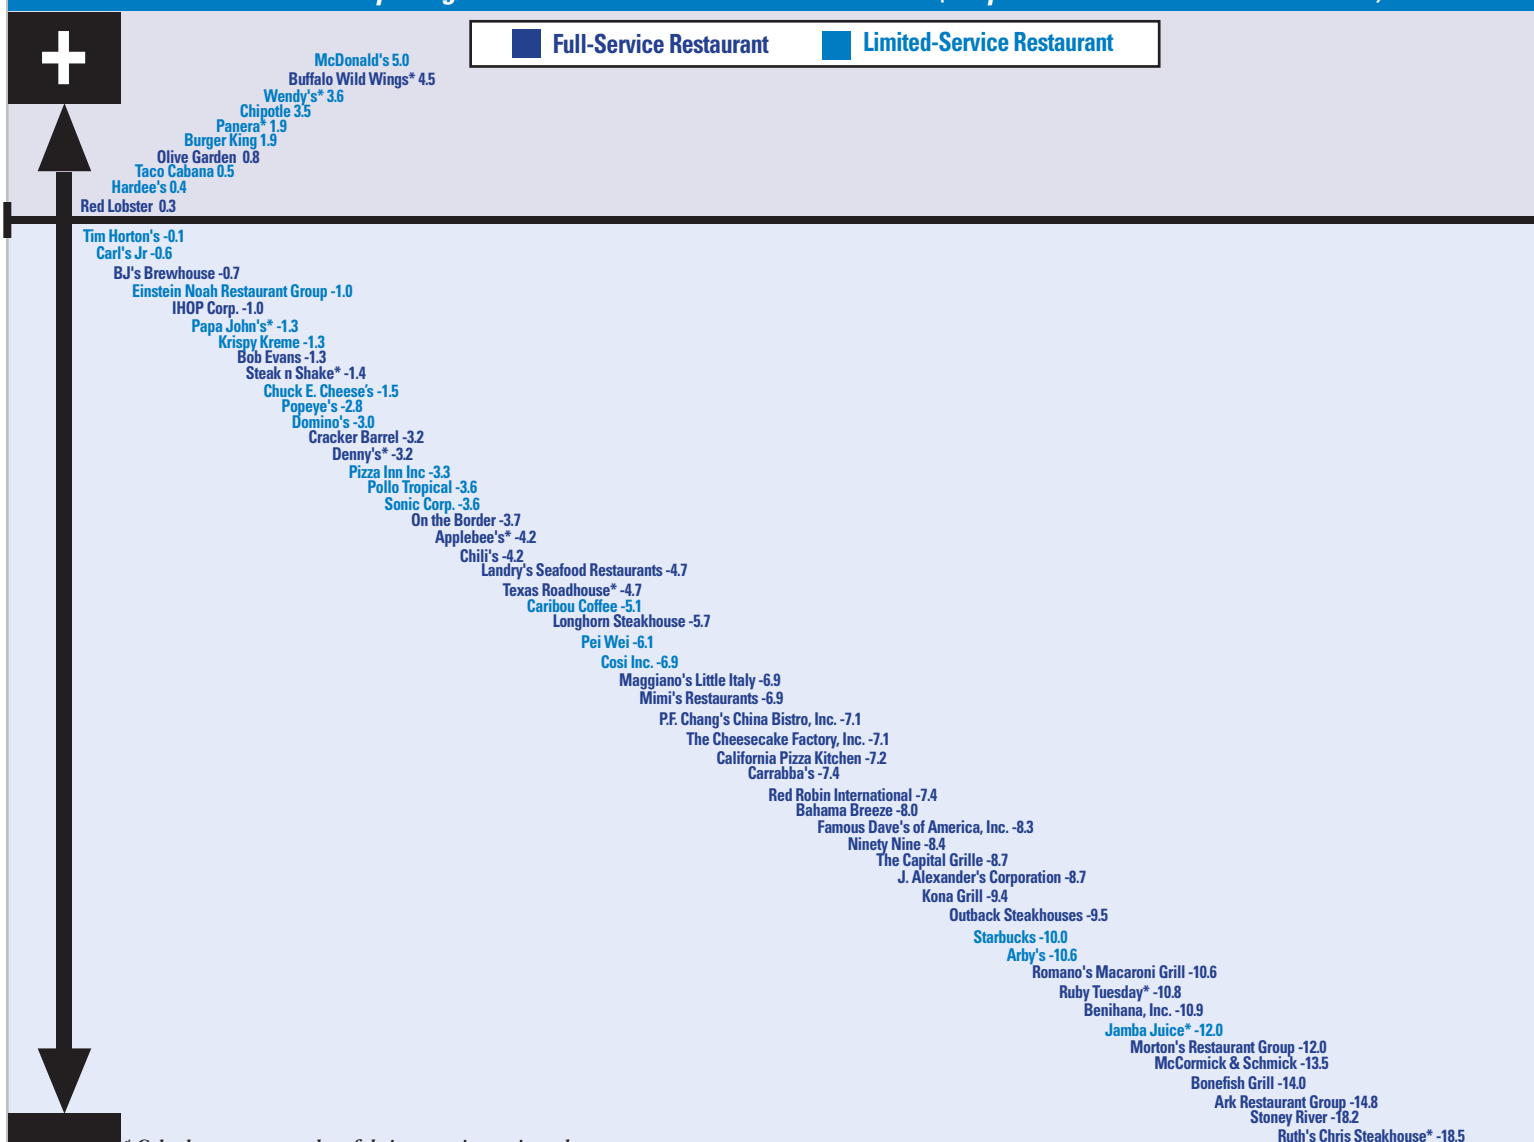 Full-Service Restaurant
Limited-Service Restaurant
McDonald's 5.0
Buffalo Wild Wings* 4.5
Wendy's* 3.6
Chipotle 3.5
Panera* 1.9
Burger King 1.9
Olive Garden 0.8
Taco Cabana 0.5
Hardee's 0.4
Red Lobster 0.3
Tim Horton's -0.1
Carl's Jr -0.6
BJ's Brewhouse -0.7
Einstein Noah Restaurant Group -1.0
IHOP Corp. -1.0
Papa John's* -1.3
Krispy Kreme -1.3
Bob Evans -1.3
Steak n Shake* -1.4
Chuck E. Cheese's -1.5
Popeye's -2.8
Domino's -3.0
Cracker Barrel -3.2
Denny's* -3.2
Pizza Inn Inc -3.3
Pollo Tropical -3.6
Sonic Corp. -3.6
On the Border -3.7
Applebee's* -4.2
Chili's -4.2
Landry's Seafood Restaurants -4.7
Texas Roadhouse* -4.7
Caribou Coffee -5.1
Longhorn Steakhouse -5.7
Pei Wei -6.1
Cosi Inc. -6.9
Maggiano's Little Italy -6.9
Mimi's Restaurants -6.9
P.F. Chang's China Bistro, Inc. -7.1
The Cheesecake Factory, Inc. -7.1
California Pizza Kitchen -7.2
Carrabba's -7.4
Red Robin International -7.4
Bahama Breeze -8.0
Famous Dave's of America, Inc. -8.3
Ninety Nine -8.4
The Capital Grille -8.7
J. Alexander's Corporation -8.7
Kona Grill -9.4
Outback Steakhouses -9.5
Starbucks -10.0
Arby's -10.6
Romano's Macaroni Grill -10.6
Ruby Tuesday* -10.8
Benihana, Inc. -10.9
Jamba Juice* -12.0
Morton's Restaurant Group -12.0
McCormick & Schmick -13.5
Bonefish Grill -14.0
Ark Restaurant Group -14.8
Stoney River -18.2
Ruth's Chris Steakhouse* -18.5